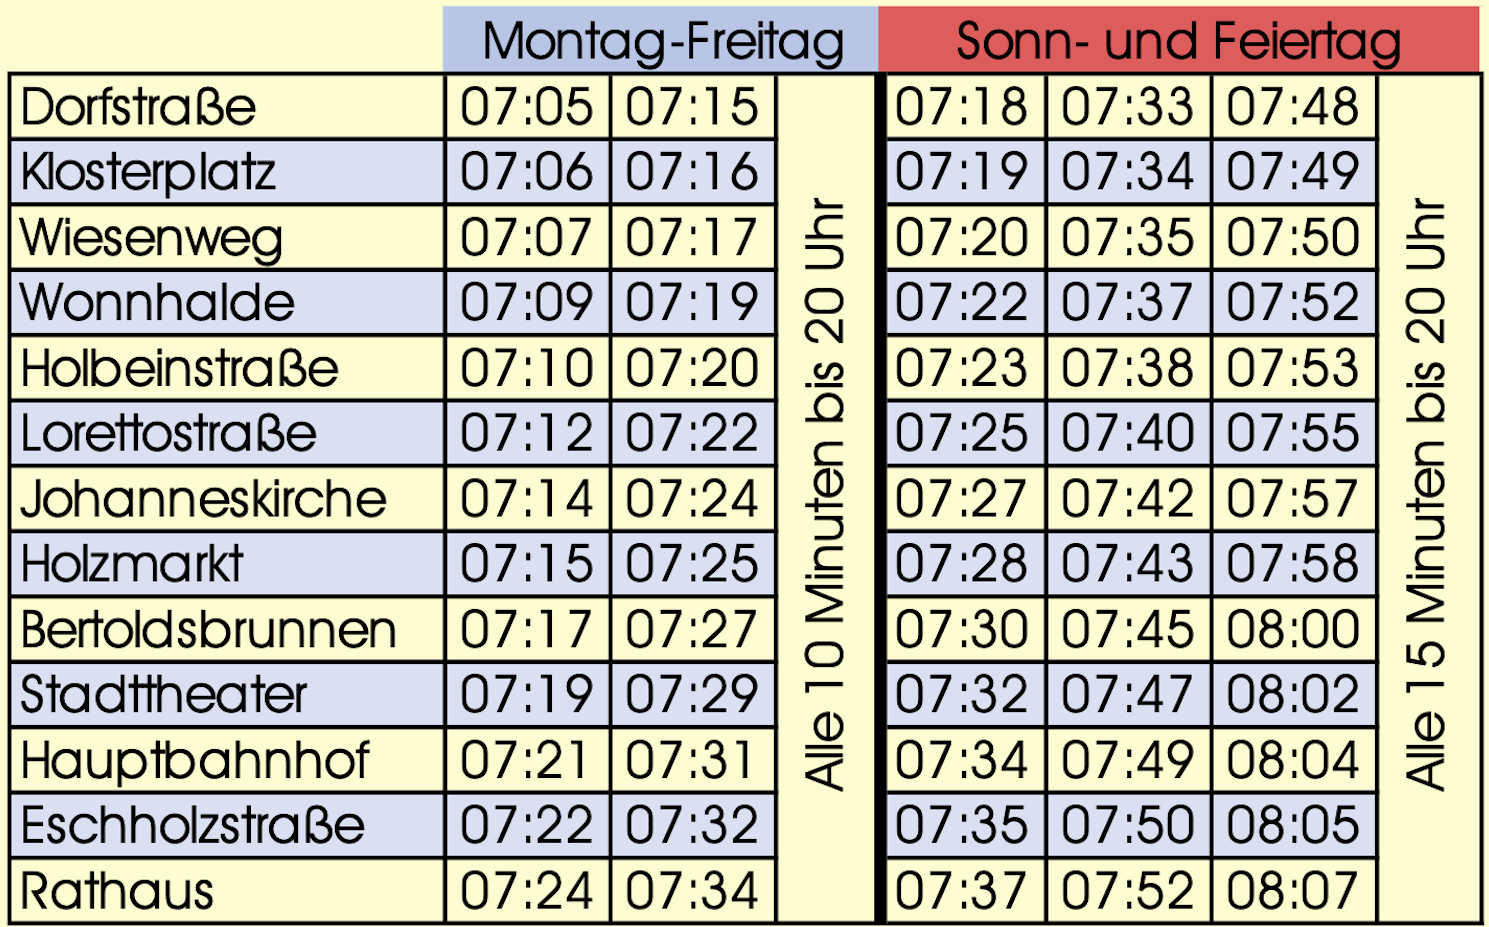 Montag-Freitag Sonn- und Feiertag
Dorfstraße 07:05 07:15 07:18 07:33 07:48
Klosterplatz 07:06 07:16 07:19 07:34 07:49
Wiesenweg 07:07 07:17 07:20 07:35 07:50
Wonnhalde 07:09 07:19 07:22 07:37 07:52
Holbeinstraße 07:10 07:20 07:23 07:38 07:53
Lorettostraße 07:12 07:22 07:25 07:40 07:55
Johanneskirche 07:14 07:24 07:27 07:42 07:57
Holzmarkt 07:15 07:25 07:28 07:43 07:58
Bertoldsbrunnen 07:17 07:27 07:30 07:45 08:00
Stadttheater 07:19 07:29 07:32 07:47 08:02
Hauptbahnhof 07:21 07:31 07:34 07:49 08:04
Eschholzstraße 07:22 07:32 07:35 07:50 08:05
Rathaus 07:24 07:34 07:37 07:52 08:07
Alle 10 Minuten bis 20 Uhr
Alle 15 Minuten bis 20 Uhr